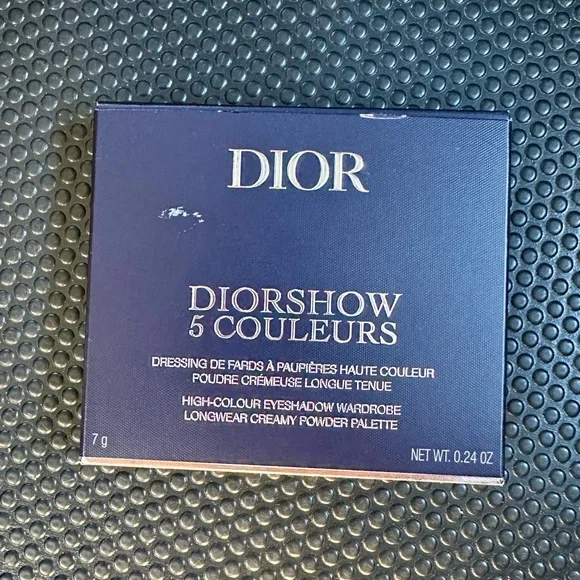 DIOR
DIORSHOW
5 COULEURS
DRESSING DE FARDS À PAUPIÈRES HAUTE COULEUR
POUDRE CRÉMEUSE LONGUE TENUE
HIGH-COLOUR EYESHADOW WARDROBE
LONGWEAR CREAMY POWDER PALETTE
7 g
NET WT. 0.24 OZ